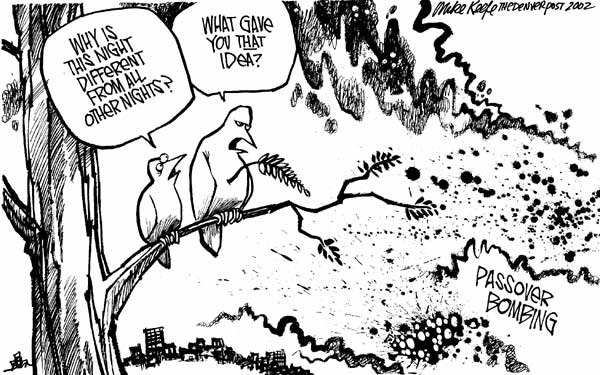 WHY IS
THIS NIGHT
DIFFERENT
FROM ALL
OTHER NIGHTS?
WHAT GAVE
YOU THAT
IDEA?
Mike Keefe THE DENVER POST 2002
PASSOVER
BOMBING